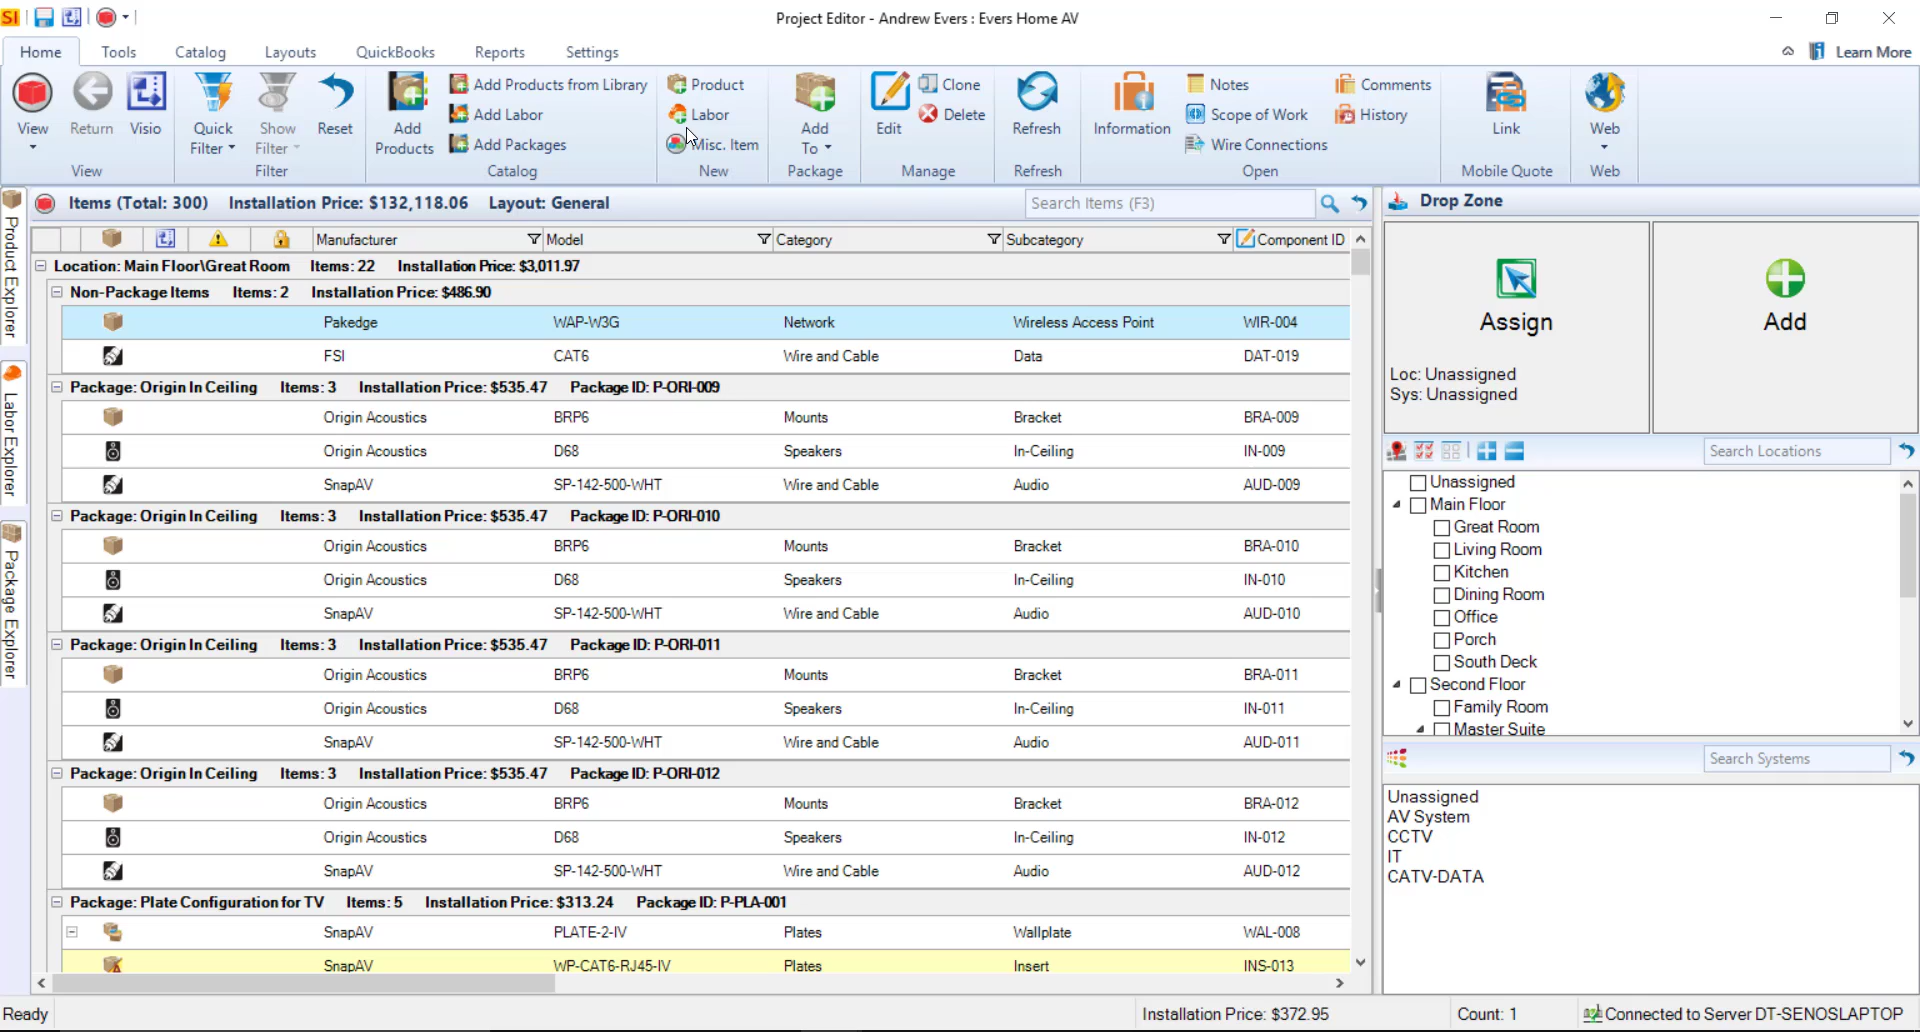 SI
Project Editor - Andrew Evers : Evers Home AV
Home Tools Catalog Layouts QuickBooks Reports Settings Learn More
View Return Visio
View
Quick Filter Show Filter Reset
Filter
Add Products Add Products from Library
Add Labor
Add Packages
Catalog
Product
Labor
Misc. Item
New
Add To
Package
Edit Clone
Delete
Manage
Refresh
Refresh
Information Notes
Scope of Work
Wire Connections
Comments
History
Open
Link
Mobile Quote
Web
Web
Product Explorer
Labor Explorer
Package Explorer
Items (Total: 300) Installation Price: $132,118.06 Layout: General Search Items (F3)
Manufacturer Model Category Subcategory Component ID
Location: Main Floor\Great Room Items: 22 Installation Price: $3,011.97
Non-Package Items Items: 2 Installation Price: $486.90
Pakedge WAP-W3G Network Wireless Access Point WIR-004
FSI CAT6 Wire and Cable Data DAT-019
Package: Origin In Ceiling Items: 3 Installation Price: $535.47 Package ID: P-ORI-009
Origin Acoustics BRP6 Mounts Bracket BRA-009
Origin Acoustics D68 Speakers In-Ceiling IN-009
SnapAV SP-142-500-WHT Wire and Cable Audio AUD-009
Package: Origin In Ceiling Items: 3 Installation Price: $535.47 Package ID: P-ORI-010
Origin Acoustics BRP6 Mounts Bracket BRA-010
Origin Acoustics D68 Speakers In-Ceiling IN-010
SnapAV SP-142-500-WHT Wire and Cable Audio AUD-010
Package: Origin In Ceiling Items: 3 Installation Price: $535.47 Package ID: P-ORI-011
Origin Acoustics BRP6 Mounts Bracket BRA-011
Origin Acoustics D68 Speakers In-Ceiling IN-011
SnapAV SP-142-500-WHT Wire and Cable Audio AUD-011
Package: Origin In Ceiling Items: 3 Installation Price: $535.47 Package ID: P-ORI-012
Origin Acoustics BRP6 Mounts Bracket BRA-012
Origin Acoustics D68 Speakers In-Ceiling IN-012
SnapAV SP-142-500-WHT Wire and Cable Audio AUD-012
Package: Plate Configuration for TV Items: 5 Installation Price: $313.24 Package ID: P-PLA-001
SnapAV PLATE-2-IV Plates Wallplate WAL-008
SnapAV WP-CAT6-RJ45-IV Plates Insert INS-013
Drop Zone
Assign
Loc: Unassigned
Sys: Unassigned
Add
Search Locations
Unassigned
Main Floor
Great Room
Living Room
Kitchen
Dining Room
Office
Porch
South Deck
Second Floor
Family Room
Master Suite
Search Systems
Unassigned
AV System
CCTV
IT
CATV-DATA
Ready Installation Price: $372.95 Count: 1 Connected to Server DT-SENOSLAPTOP